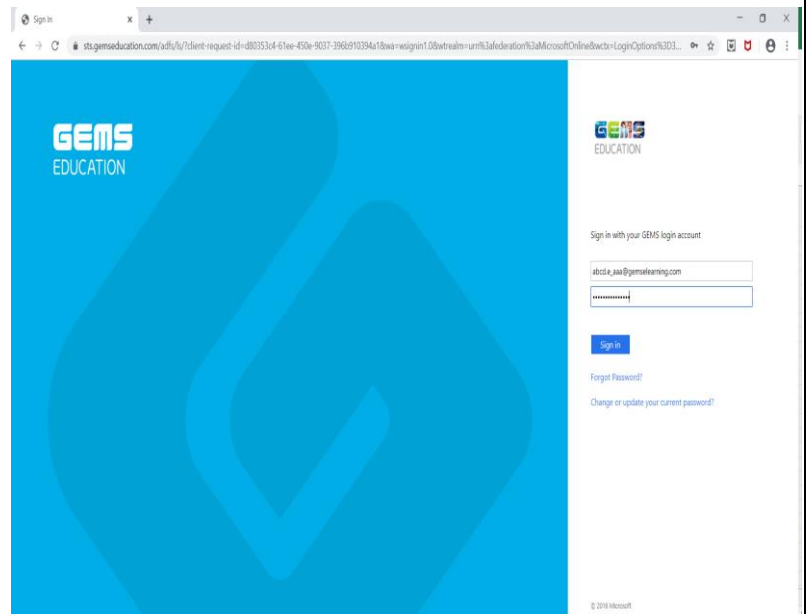 Sign In
sts.gemseducation.com/adfs/ls/?client-request-id=d80353c4-61ee-450e-9037-396b910394a1&wa=wsignin1.0&wtrealm=urn%3afederation%3aMicrosoftOnline&wctx=LoginOptions%3D3...
GEMS
EDUCATION
GEMS
EDUCATION
Sign in with your GEMS login account
abcd.e_aaa@gemselearning.com
Sign in
Forgot Password?
Change or update your current password?
© 2016 Microsoft